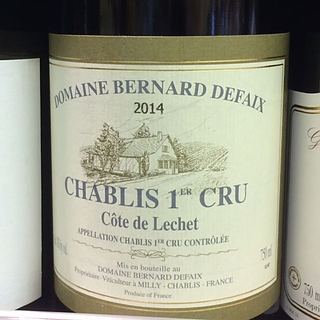 DOMAINE BERNARD DEFAIX
2014
CHABLIS 1ER CRU
Côte de Lechet
APPELLATION CHABLIS 1ER CRU CONTRÔLÉE
750ml
Mis en bouteille au
DOMAINE BERNARD DEFAIX
Propriétaire-Viticulteur à MILLY - CHABLIS - FRANCE
Produce of France
750 m